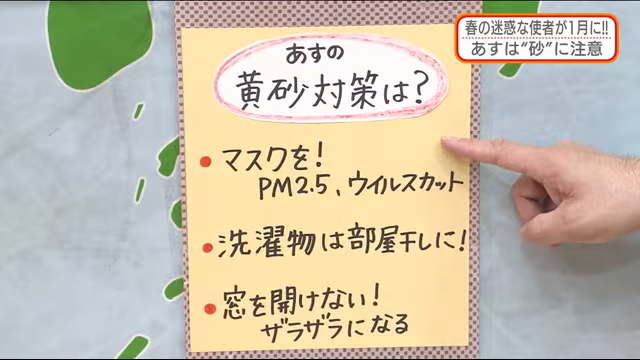 春の迷惑な使者が1月に!!
あすは“砂”に注意
あすの
黄砂対策は?
• マスクを!
PM2.5、ウイルスカット
• 洗濯物は部屋干しに!
• 窓を開けない!
ザラザラになる